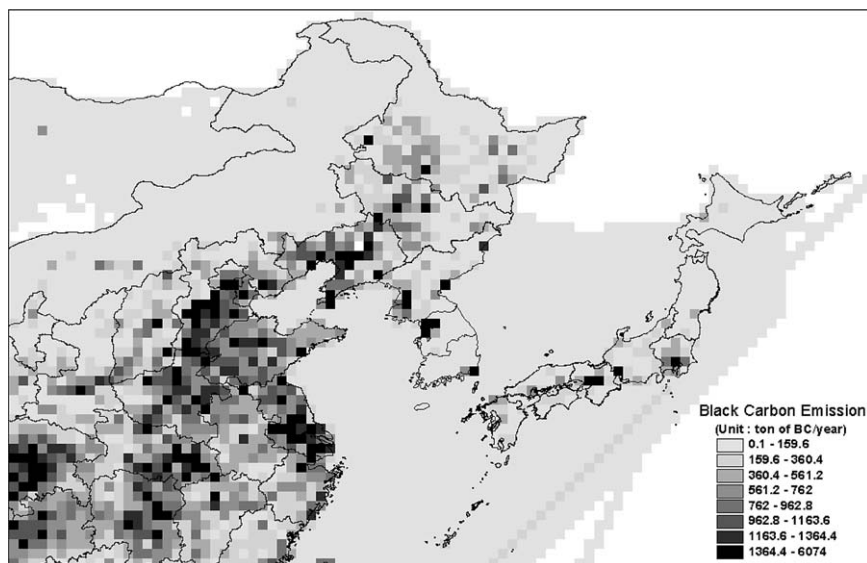 Black Carbon Emission
(Unit : ton of BC/year)
0.1 - 159.6
159.6 - 360.4
360.4 - 561.2
561.2 - 762
762 - 962.8
962.8 - 1163.6
1163.6 - 1364.4
1364.4 - 6074